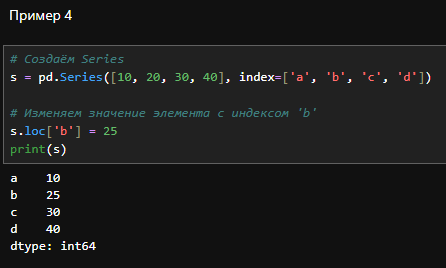 Пример 4
# Создаём Series
s = pd.Series([10, 20, 30, 40], index=['a', 'b', 'c', 'd'])
# Изменяем значение элемента с индексом 'b'
s.loc['b'] = 25
print(s)
a    10
b    25
c    30
d    40
dtype: int64